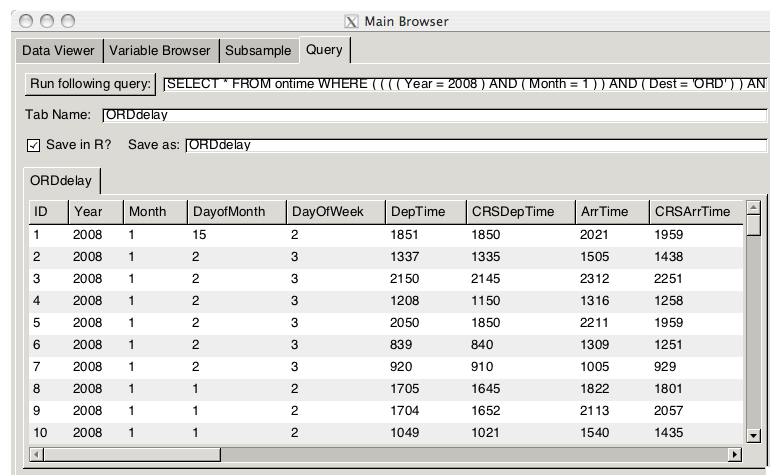 Main Browser
Data Viewer Variable Browser Subsample Query
Run following query: SELECT * FROM ontime WHERE ( ( ( ( Year = 2008 ) AND ( Month = 1 ) ) AND ( Dest = 'ORD' ) ) AN
Tab Name: ORDdelay
Save in R? Save as: ORDdelay
ORDdelay
ID Year Month DayofMonth DayOfWeek DepTime CRSDepTime ArrTime CRSArrTime
1 2008 1 15 2 1851 1850 2021 1959
2 2008 1 2 3 1337 1335 1505 1438
3 2008 1 2 3 2150 2145 2312 2251
4 2008 1 2 3 1208 1150 1316 1258
5 2008 1 2 3 2050 1850 2211 1959
6 2008 1 2 3 839 840 1309 1251
7 2008 1 2 3 920 910 1005 929
8 2008 1 1 2 1705 1645 1822 1801
9 2008 1 1 2 1704 1652 2113 2057
10 2008 1 1 2 1049 1021 1540 1435